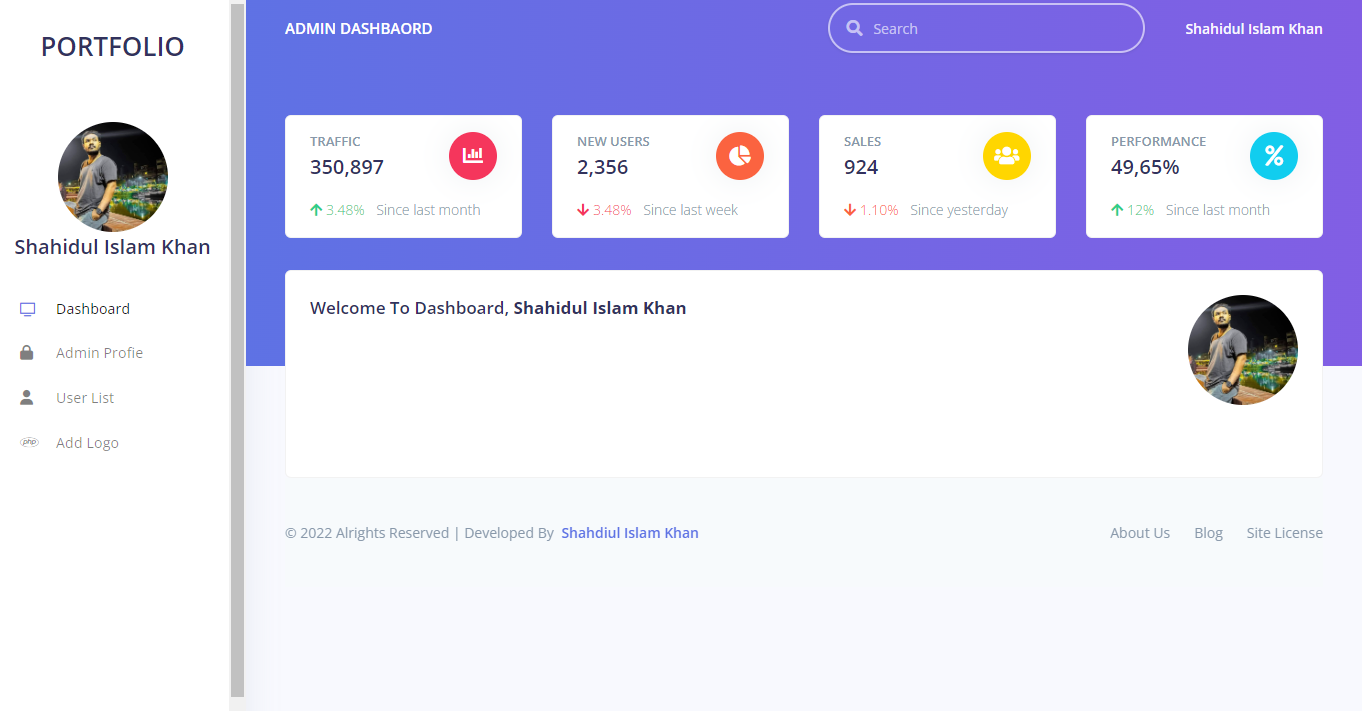 PORTFOLIO
Shahidul Islam Khan
Dashboard
Admin Profie
User List
php
Add Logo
ADMIN DASHBAORD
Search
Shahidul Islam Khan
TRAFFIC
350,897
3.48% Since last month
NEW USERS
2,356
3.48% Since last week
SALES
924
1.10% Since yesterday
PERFORMANCE
49,65%
12% Since last month
Welcome To Dashboard, Shahidul Islam Khan
© 2022 Alrights Reserved | Developed By Shahdiul Islam Khan
About Us Blog Site License